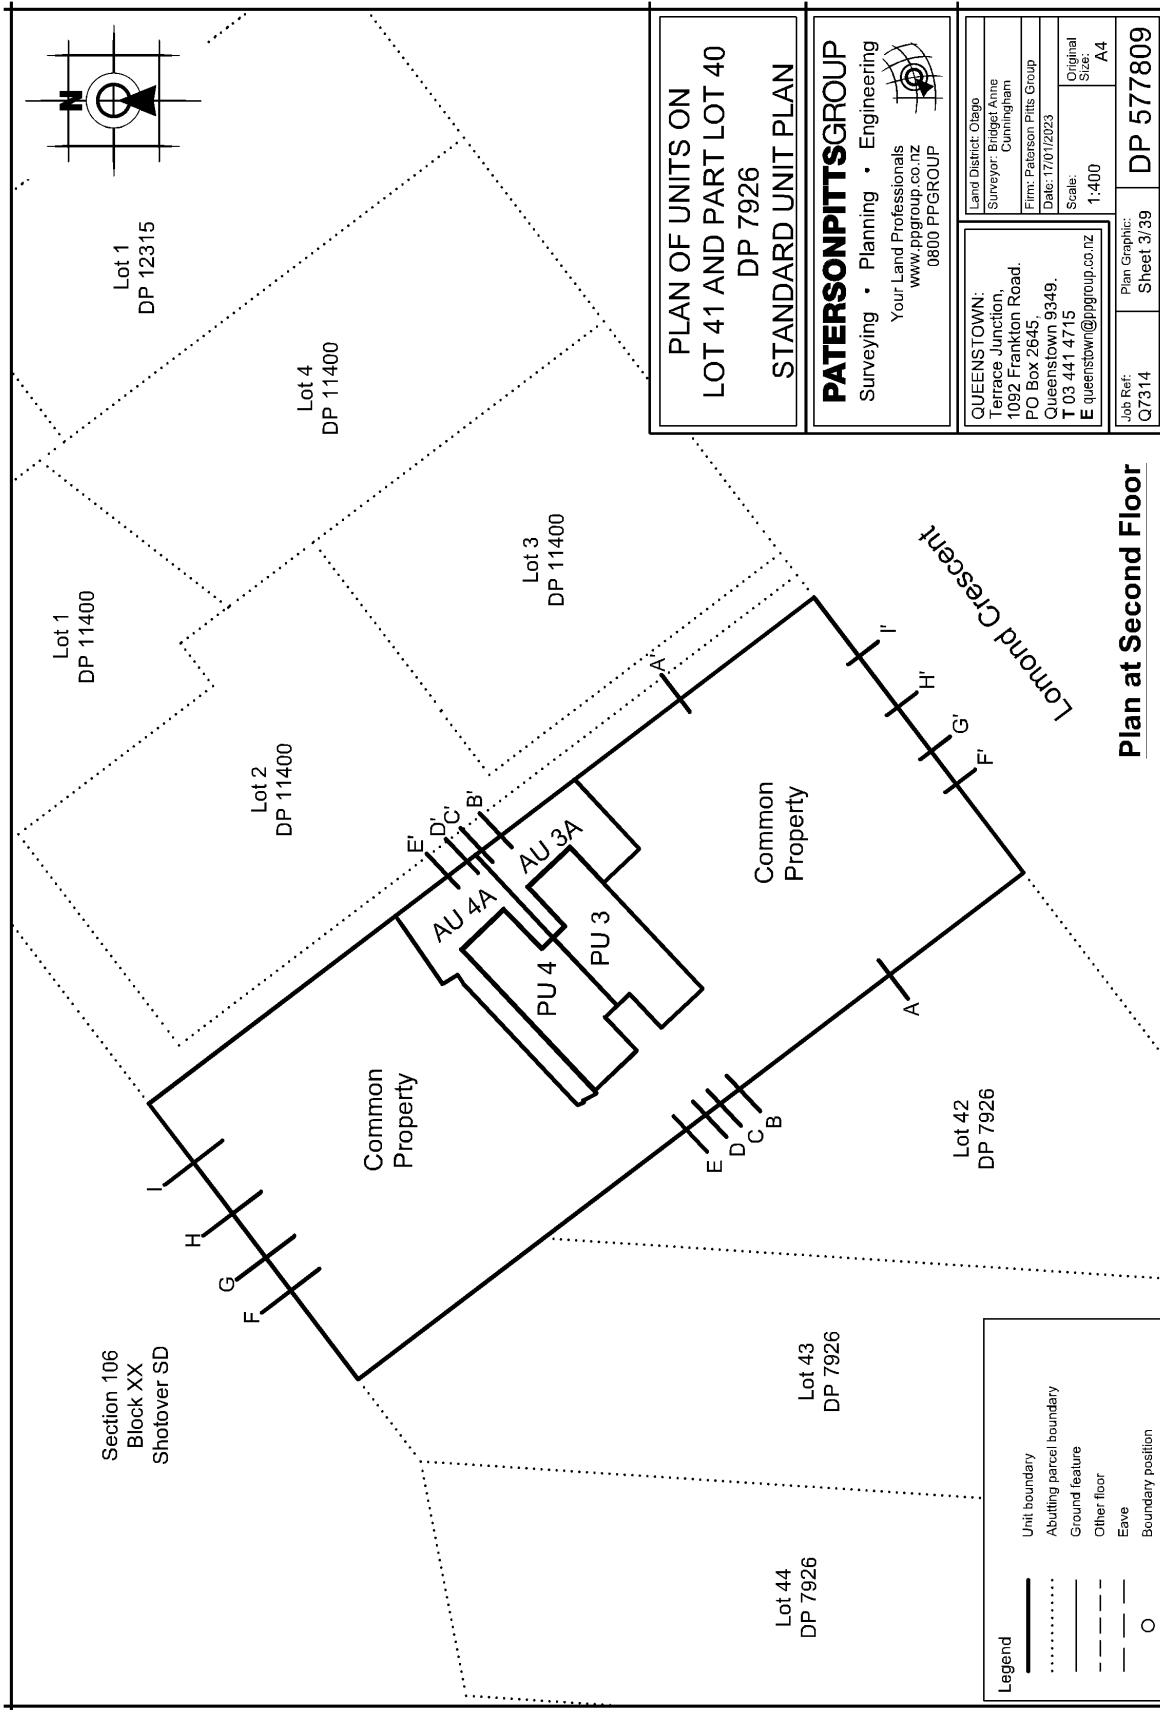 N
Lot 1
DP 12315
Lot 4
DP 11400
Lot 1
DP 11400
Lot 3
DP 11400
Lot 2
DP 11400
Section 106
Block XX
Shotover SD
I
H
G
F
Common
Property
E'
D'
C'
B'
A'
AU 4A
AU 3A
PU 4
PU 3
Common
Property
I'
H'
G'
F'
Lomond Crescent
E
D
C
B
A
Lot 42
DP 7926
Lot 43
DP 7926
Lot 44
DP 7926
Legend
Unit boundary
Abutting parcel boundary
Ground feature
Other floor
Eave
Boundary position
Plan at Second Floor
PLAN OF UNITS ON
LOT 41 AND PART LOT 40
DP 7926
STANDARD UNIT PLAN
PATERSONPITTSGROUP
Surveying • Planning • Engineering
Your Land Professionals
www.ppgroup.co.nz
0800 PPGROUP
QUEENSTOWN:
Terrace Junction,
1092 Frankton Road.
PO Box 2645,
Queenstown 9349.
T 03 441 4715
E queenstown@ppgroup.co.nz
Land District: Otago
Surveyor: Bridget Anne
Cunningham
Firm: Paterson Pitts Group
Date: 17/01/2023
Scale:
1:400
Original
Size:
A4
Job Ref:
Q7314
Plan Graphic:
Sheet 3/39
DP 577809